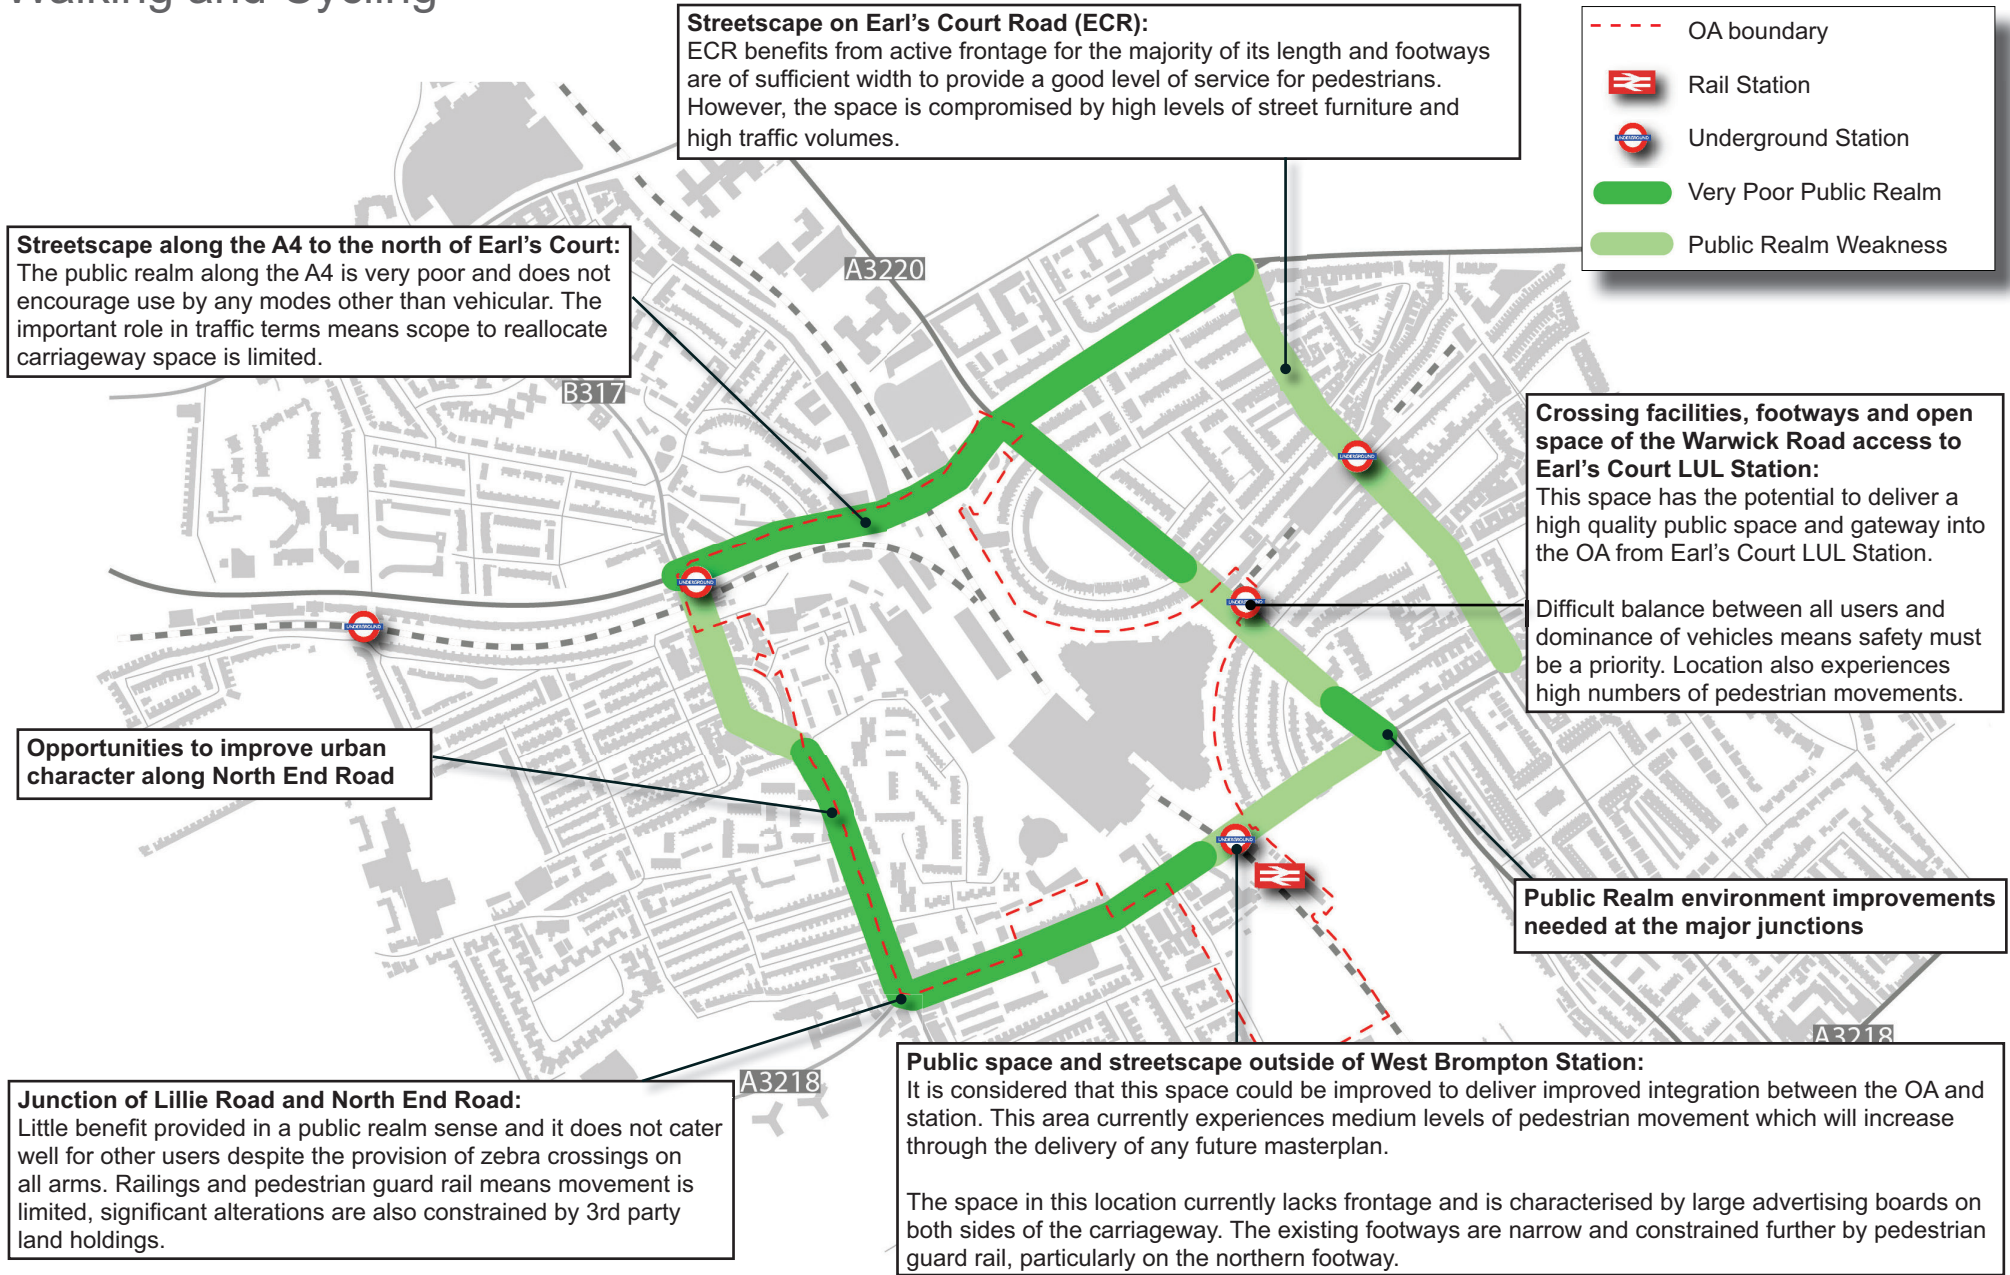 Walking and Cycling
Streetscape on Earl's Court Road (ECR):
ECR benefits from active frontage for the majority of its length and footways
are of sufficient width to provide a good level of service for pedestrians.
However, the space is compromised by high levels of street furniture and
high traffic volumes.
OA boundary
Rail Station
UNDERGROUND
Underground Station
Very Poor Public Realm
Public Realm Weakness
Streetscape along the A4 to the north of Earl's Court:
The public realm along the A4 is very poor and does not
encourage use by any modes other than vehicular. The
important role in traffic terms means scope to reallocate
carriageway space is limited.
A3220
B317
Crossing facilities, footways and open
space of the Warwick Road access to
Earl's Court LUL Station:
This space has the potential to deliver a
high quality public space and gateway into
the OA from Earl's Court LUL Station.
Difficult balance between all users and
dominance of vehicles means safety must
be a priority. Location also experiences
high numbers of pedestrian movements.
UNDERGROUND
UNDERGROUND
UNDERGROUND
UNDERGROUND
Opportunities to improve urban
character along North End Road
UNDERGROUND
Public Realm environment improvements
needed at the major junctions
A3218
A3218
Junction of Lillie Road and North End Road:
Little benefit provided in a public realm sense and it does not cater
well for other users despite the provision of zebra crossings on
all arms. Railings and pedestrian guard rail means movement is
limited, significant alterations are also constrained by 3rd party
land holdings.
Public space and streetscape outside of West Brompton Station:
It is considered that this space could be improved to deliver improved integration between the OA and
station. This area currently experiences medium levels of pedestrian movement which will increase
through the delivery of any future masterplan.
The space in this location currently lacks frontage and is characterised by large advertising boards on
both sides of the carriageway. The existing footways are narrow and constrained further by pedestrian
guard rail, particularly on the northern footway.